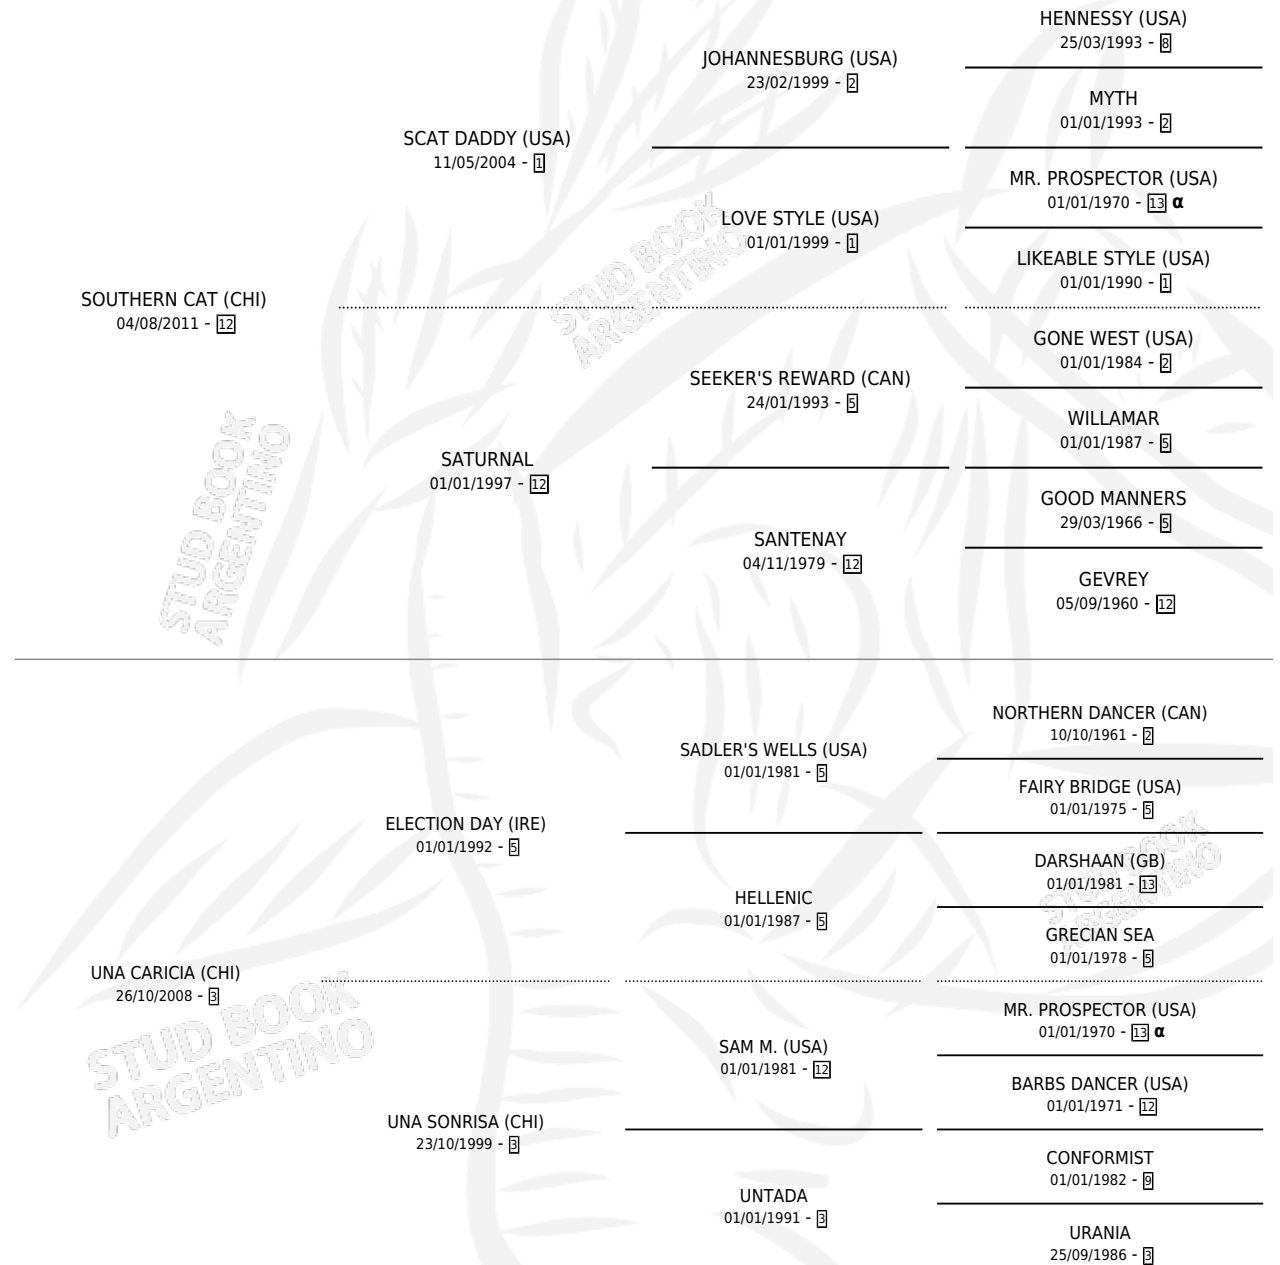 HENNESSY (USA)
25/03/1993 - 8
JOHANNESBURG (USA)
23/02/1999 - 2
MYTH
01/01/1993 - 2
SCAT DADDY (USA)
11/05/2004 - 1
MR. PROSPECTOR (USA)
01/01/1970 - 13 α
LOVE STYLE (USA)
01/01/1999 - 1
LIKEABLE STYLE (USA)
01/01/1990 - 1
SOUTHERN CAT (CHI)
04/08/2011 - 12
GONE WEST (USA)
01/01/1984 - 2
SEEKER'S REWARD (CAN)
24/01/1993 - 5
WILLAMAR
01/01/1987 - 5
SATURNAL
01/01/1997 - 12
GOOD MANNERS
29/03/1966 - 5
SANTENAY
04/11/1979 - 12
GEVREY
05/09/1960 - 12
NORTHERN DANCER (CAN)
10/10/1961 - 2
SADLER'S WELLS (USA)
01/01/1981 - 5
FAIRY BRIDGE (USA)
01/01/1975 - 5
ELECTION DAY (IRE)
01/01/1992 - 5
DARSHAAN (GB)
01/01/1981 - 13
HELLENIC
01/01/1987 - 5
GRECIAN SEA
01/01/1978 - 5
UNA CARICIA (CHI)
26/10/2008 - 3
MR. PROSPECTOR (USA)
01/01/1970 - 13 α
SAM M. (USA)
01/01/1981 - 12
BARBS DANCER (USA)
01/01/1971 - 12
UNA SONRISA (CHI)
23/10/1999 - 3
CONFORMIST
01/01/1982 - 9
UNTADA
01/01/1991 - 3
URANIA
25/09/1986 - 3
STUD BOOK
ARGENTINO
STUD BOOK
ARGENTINO
STUD BOOK
ARGENTINO
STUD BOOK
ARGENTINO